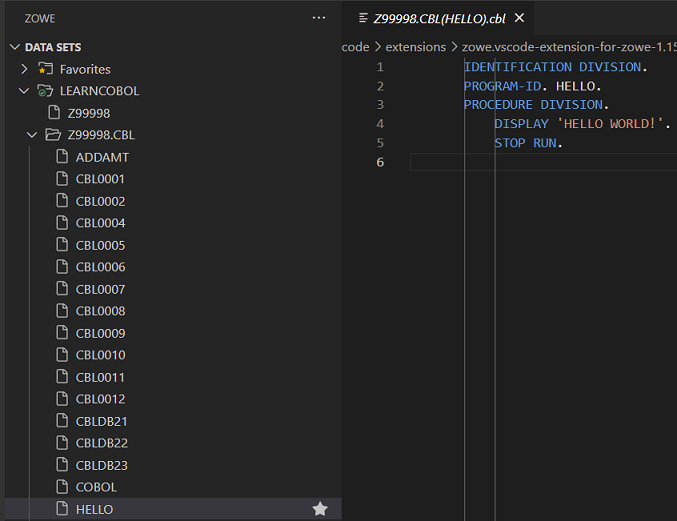 ZOWE
DATA SETS
Favorites
LEARNCOBOL
Z99998
Z99998.CBL
ADDAMT
CBL0001
CBL0002
CBL0004
CBL0005
CBL0006
CBL0007
CBL0008
CBL0009
CBL0010
CBL0011
CBL0012
CBLDB21
CBLDB22
CBLDB23
COBOL
HELLO
Z99998.CBL(HELLO).cbl
code > extensions > zowe.vscode-extension-for-zowe-1.15
1 IDENTIFICATION DIVISION.
2 PROGRAM-ID. HELLO.
3 PROCEDURE DIVISION.
4 DISPLAY 'HELLO WORLD!'.
5 STOP RUN.
6